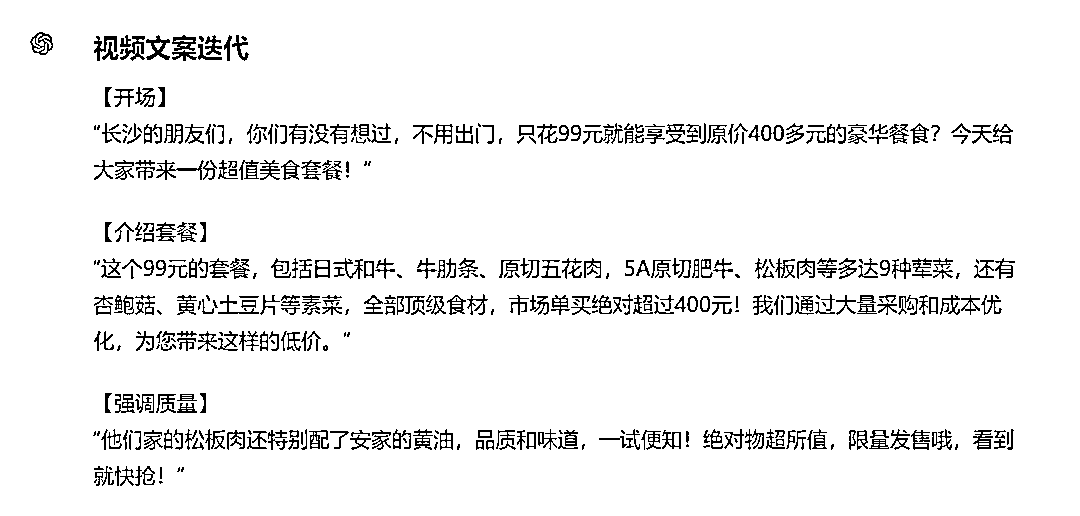 视频文案迭代
【开场】
“长沙的朋友们，你们有没有想过，不用出门，只花99元就能享受到原价400多元的豪华餐食？今天给
大家带来一份超值美食套餐！”
【介绍套餐】
“这个99元的套餐，包括日式和牛、牛肋条、原切五花肉，5A原切肥牛、松板肉等多达9种荤菜，还有
杏鲍菇、黄心土豆片等素菜，全部顶级食材，市场单买绝对超过400元！我们通过大量采购和成本优
化，为您带来这样的低价。”
【强调质量】
“他们家的松板肉还特别配了安家的黄油，品质和味道，一试便知！绝对物超所值，限量发售哦，看到
就快抢！”